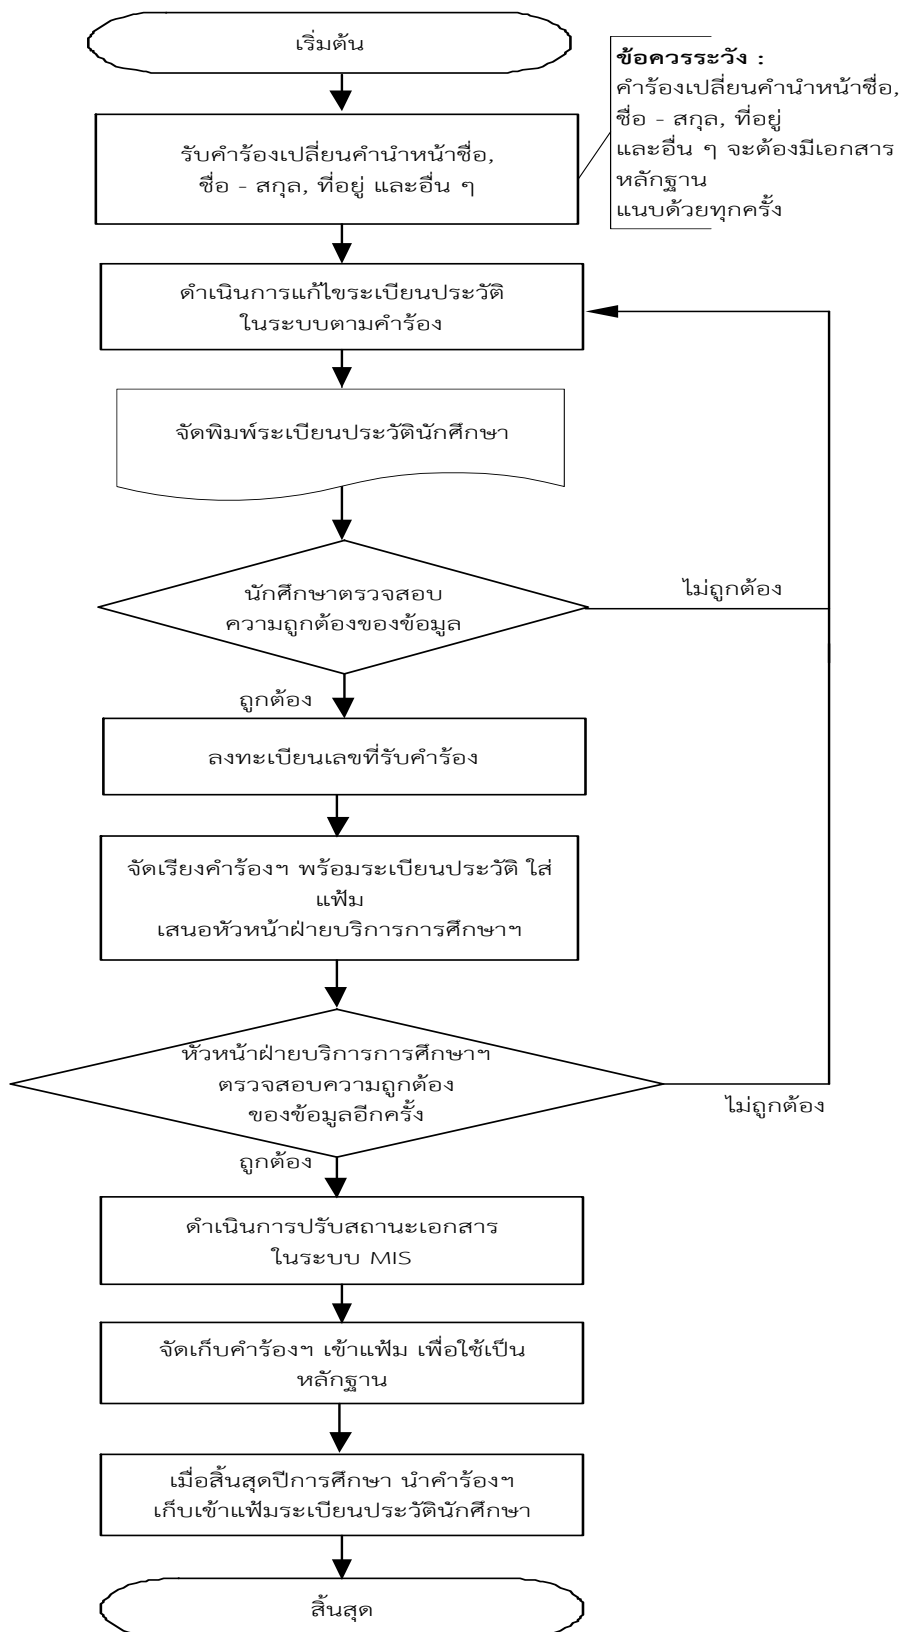 เริ่มต้น
ข้อควรระวัง :
คำร้องเปลี่ยนคำนำหน้าชื่อ,
ชื่อ - สกุล, ที่อยู่
และอื่น ๆ จะต้องมีเอกสาร
หลักฐาน
แนบด้วยทุกครั้ง
รับคำร้องเปลี่ยนคำนำหน้าชื่อ,
ชื่อ - สกุล, ที่อยู่ และอื่น ๆ
ดำเนินการแก้ไขระเบียนประวัติ
ในระบบตามคำร้อง
จัดพิมพ์ระเบียนประวัตินักศึกษา
นักศึกษาตรวจสอบ
ความถูกต้องของข้อมูล
ไม่ถูกต้อง
ถูกต้อง
ลงทะเบียนเลขที่รับคำร้อง
จัดเรียงคำร้องฯ พร้อมระเบียนประวัติ ใส่
แฟ้ม
เสนอหัวหน้าฝ่ายบริการการศึกษาฯ
หัวหน้าฝ่ายบริการการศึกษาฯ
ตรวจสอบความถูกต้อง
ของข้อมูลอีกครั้ง
ไม่ถูกต้อง
ถูกต้อง
ดำเนินการปรับสถานะเอกสาร
ในระบบ MIS
จัดเก็บคำร้องฯ เข้าแฟ้ม เพื่อใช้เป็น
หลักฐาน
เมื่อสิ้นสุดปีการศึกษา นำคำร้องฯ
เก็บเข้าแฟ้มระเบียนประวัตินักศึกษา
สิ้นสุด